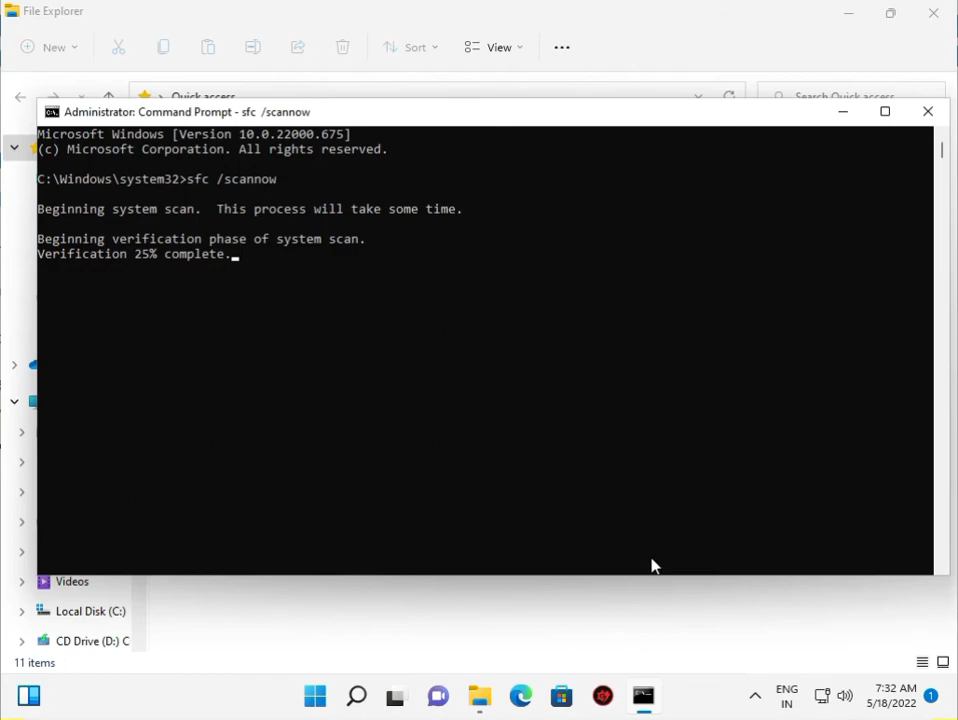 File Explorer
New
Sort
View
Quick access
Search Quick access
Administrator: Command Prompt - sfc  /scannow
Microsoft Windows [Version 10.0.22000.675]
(c) Microsoft Corporation. All rights reserved.
C:\Windows\system32>sfc /scannow
Beginning system scan.  This process will take some time.
Beginning verification phase of system scan.
Verification 25% complete.
Videos
Local Disk (C:)
CD Drive (D:) C
11 items
ENG
IN
7:32 AM
5/18/2022
1